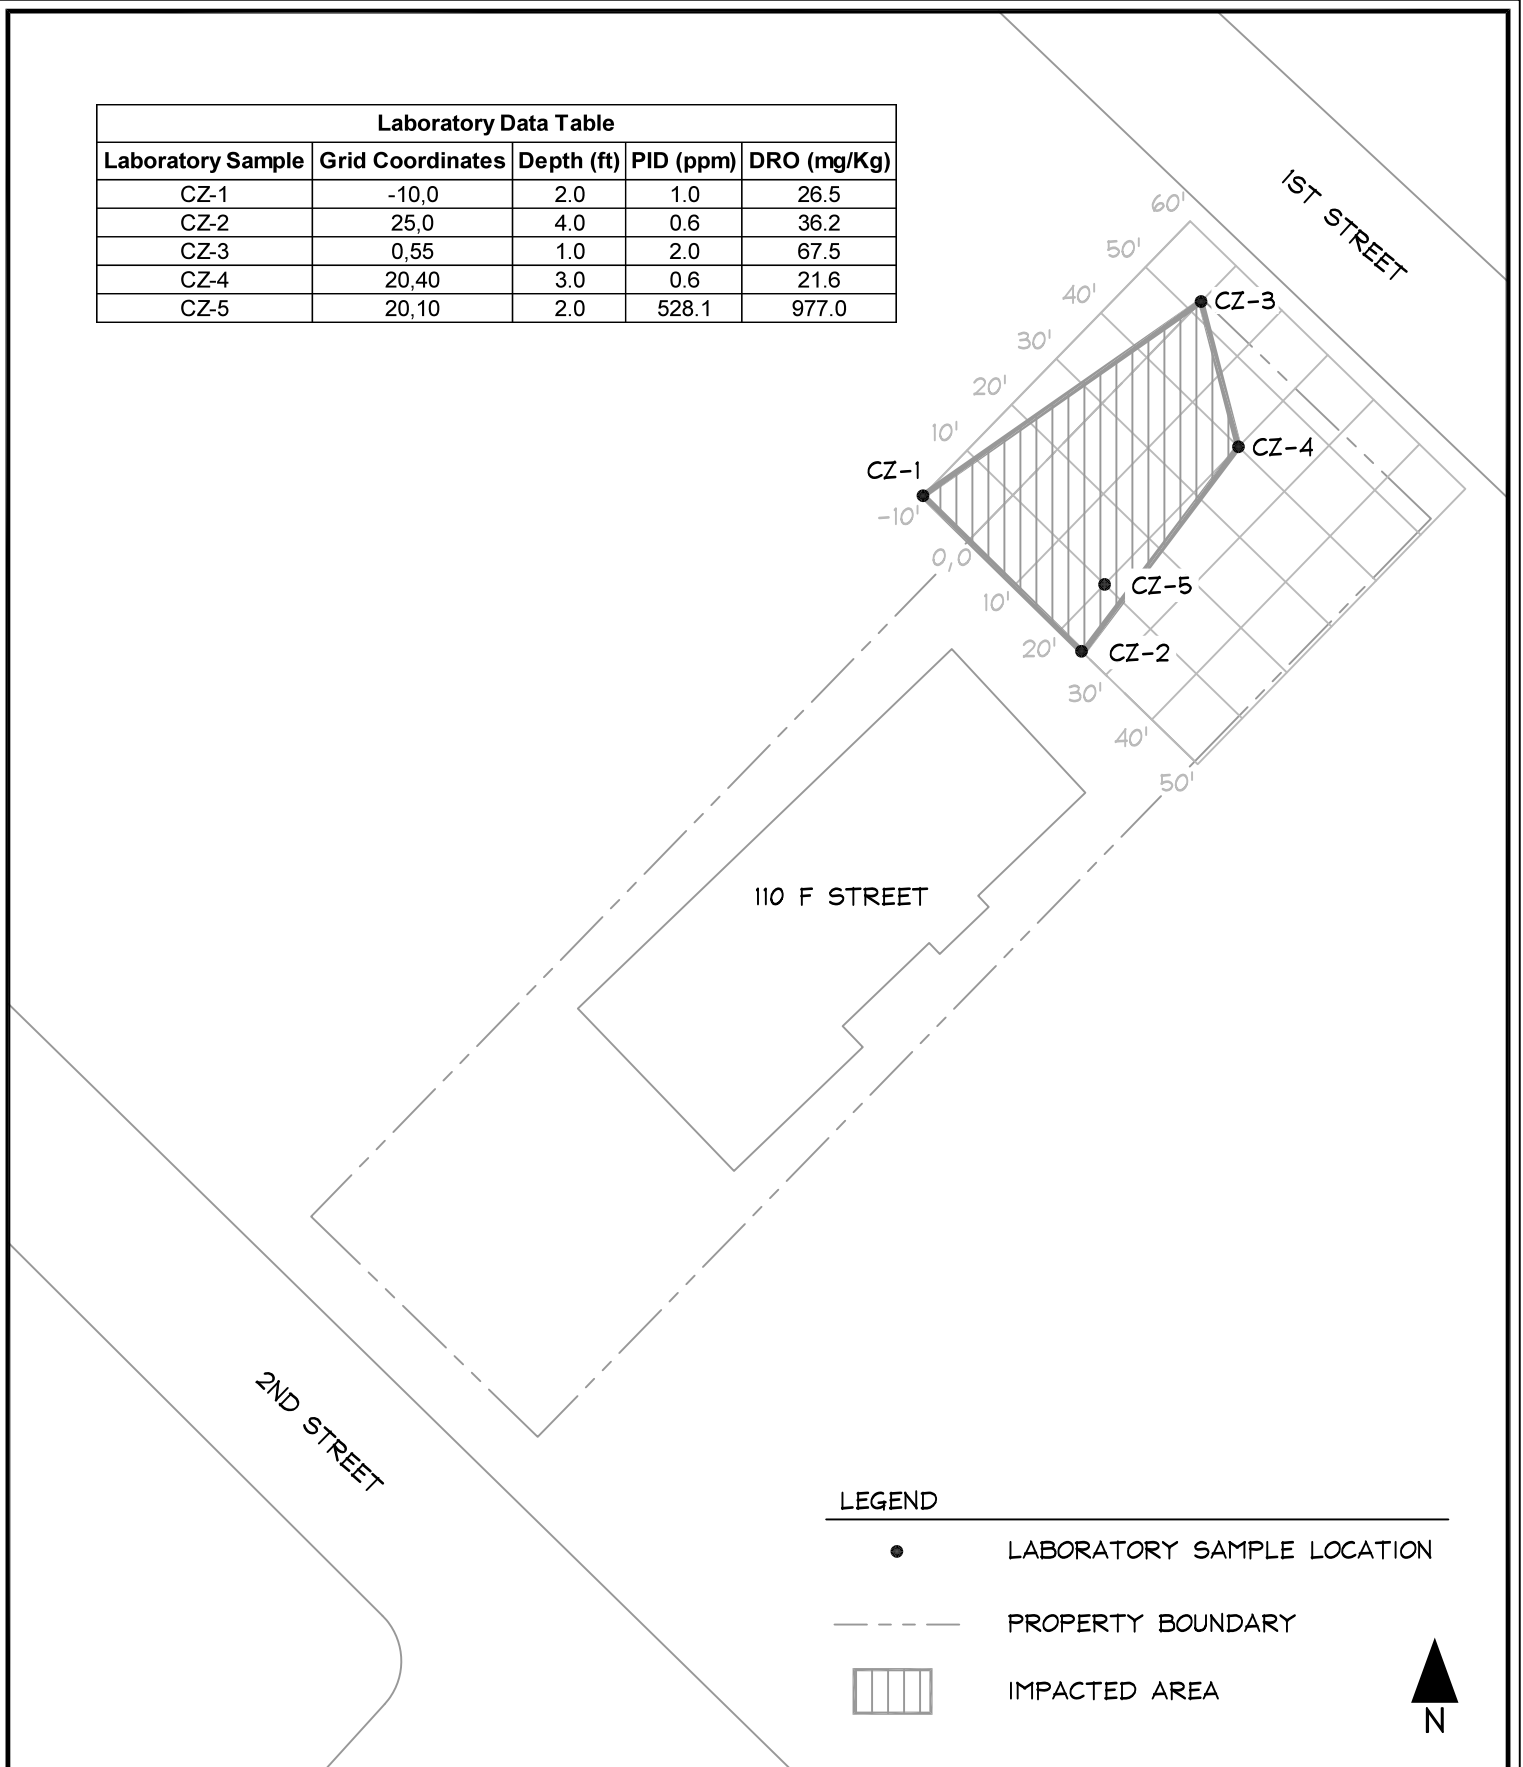 Laboratory Data Table
Laboratory Sample Grid Coordinates Depth (ft) PID (ppm) DRO (mg/Kg)
CZ-1 -10,0 2.0 1.0 26.5
CZ-2 25,0 4.0 0.6 36.2
CZ-3 0,55 1.0 2.0 67.5
CZ-4 20,40 3.0 0.6 21.6
CZ-5 20,10 2.0 528.1 977.0
1ST STREET
60'
50'
40'
30'
20'
10'
CZ-3
CZ-4
CZ-1
-10'
0,0
10'
20'
30'
40'
50'
CZ-5
CZ-2
110 F STREET
2ND STREET
LEGEND
LABORATORY SAMPLE LOCATION
PROPERTY BOUNDARY
IMPACTED AREA
N